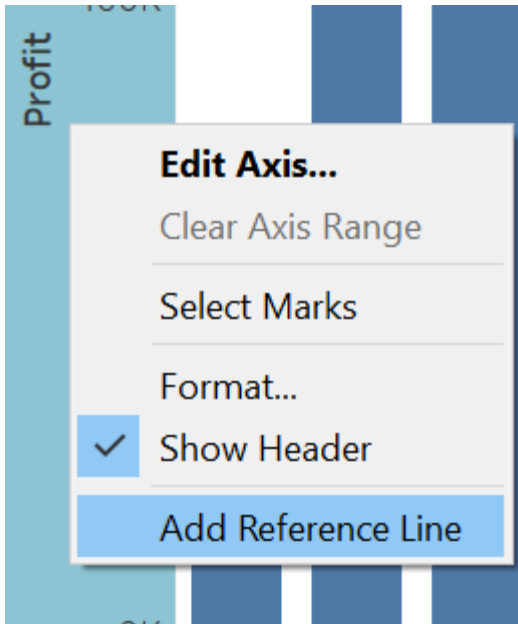 Profit
Edit Axis...
Clear Axis Range
Select Marks
Format...
Show Header
Add Reference Line